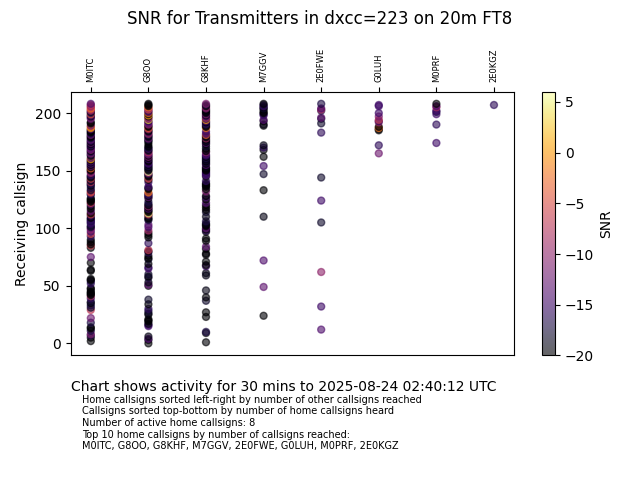 SNR for Transmitters in dxcc=223 on 20m FT8
M0ITC G8OO G8KHF M7GGV 2E0FWE G0LUH M0PRF 2E0KGZ
200
150
100
50
0
Receiving callsign
5
0
−5
−10
−15
−20
SNR
Chart shows activity for 30 mins to 2025-08-24 02:40:12 UTC
Home callsigns sorted left-right by number of other callsigns reached
Callsigns sorted top-bottom by number of home callsigns heard
Number of active home callsigns: 8
Top 10 home callsigns by number of callsigns reached:
M0ITC, G8OO, G8KHF, M7GGV, 2E0FWE, G0LUH, M0PRF, 2E0KGZ